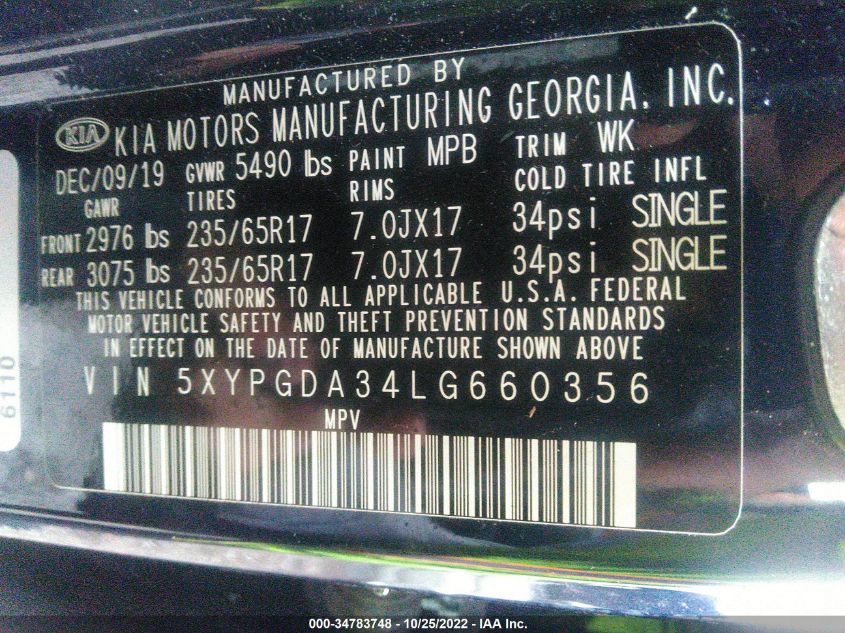 MANUFACTURED BY
KIA KIA MOTORS MANUFACTURING GEORGIA, INC.
DEC/09/19 GVWR 5490 lbs PAINT MPB TRIM WK
GAWR TIRES RIMS COLD TIRE INFL
FRONT 2976 lbs 235/65R17 7.0JX17 34psi SINGLE
REAR 3075 lbs 235/65R17 7.0JX17 34psi SINGLE
THIS VEHICLE CONFORMS TO ALL APPLICABLE U.S.A. FEDERAL
MOTOR VEHICLE SAFETY AND THEFT PREVENTION STANDARDS
IN EFFECT ON THE DATE OF MANUFACTURE SHOWN ABOVE
VIN 5XYPGDA34LG660356
MPV
6110
000-34783748 - 10/25/2022 - IAA Inc.